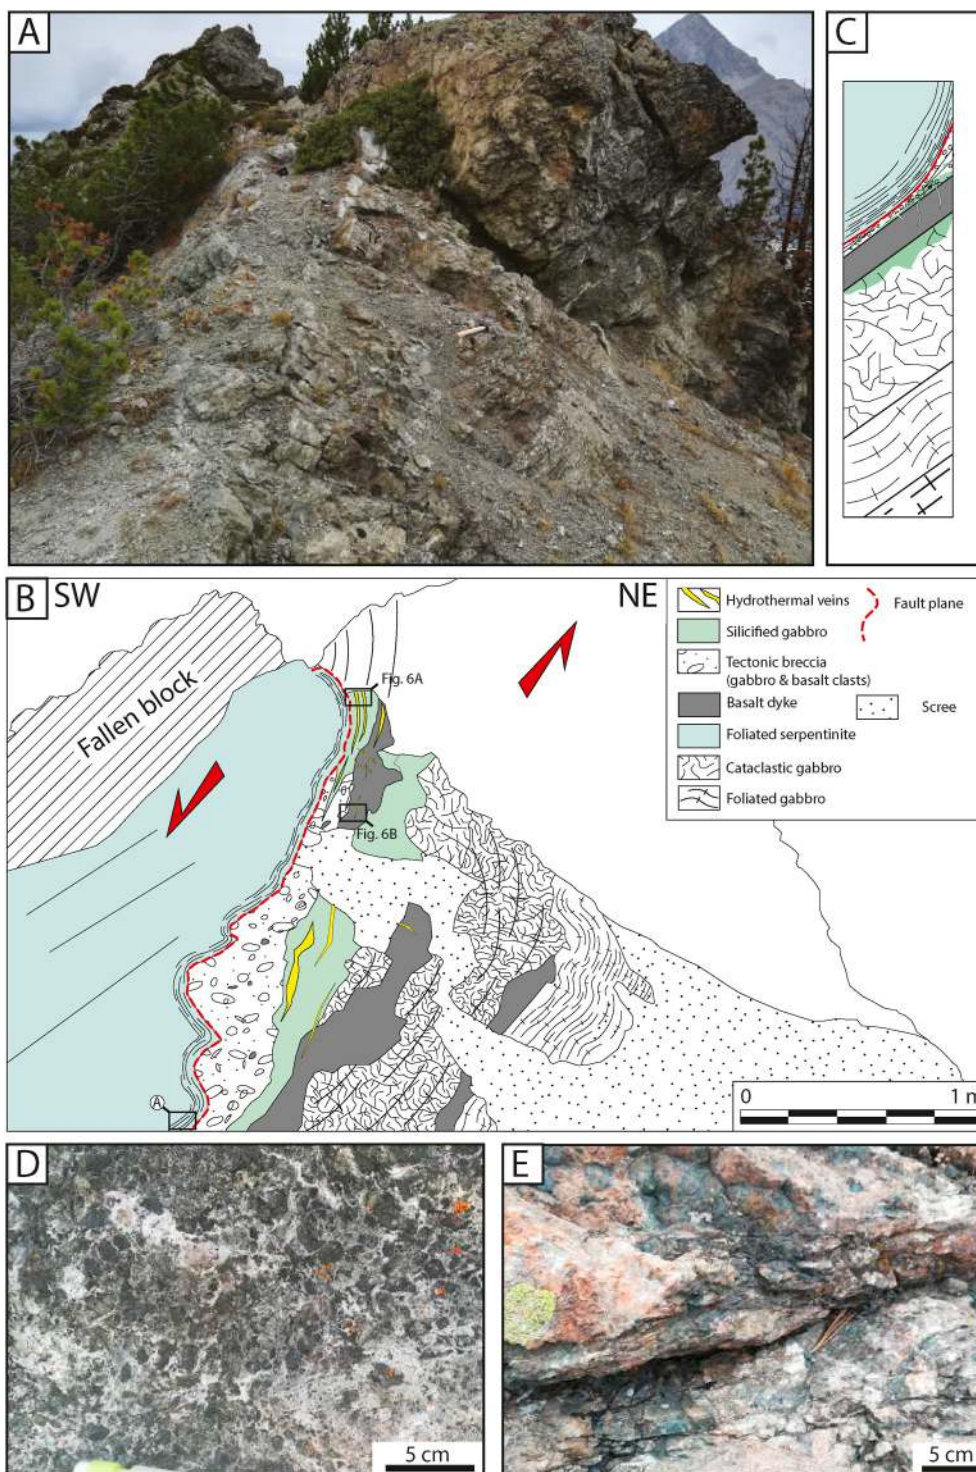 A
C
B
SW
NE
Hydrothermal veins
Fault plane
Silicified gabbro
Tectonic breccia
(gabbro & basalt clasts)
Basalt dyke
Scree
Foliated serpentinite
Cataclastic gabbro
Foliated gabbro
Fig. 6A
Fallen block
Fig. 6B
A
0
1 m
D
5 cm
E
5 cm